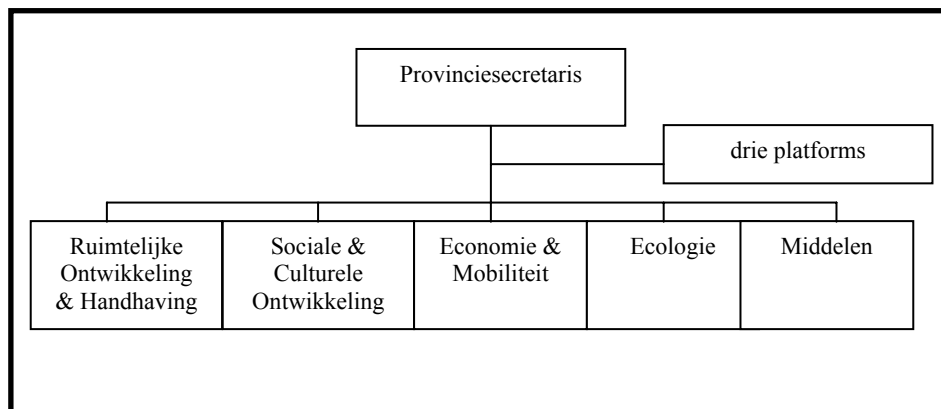 Provinciesecretaris
drie platforms
Ruimtelijke
Ontwikkeling
& Handhaving
Sociale &
Culturele
Ontwikkeling
Economie &
Mobiliteit
Ecologie
Middelen